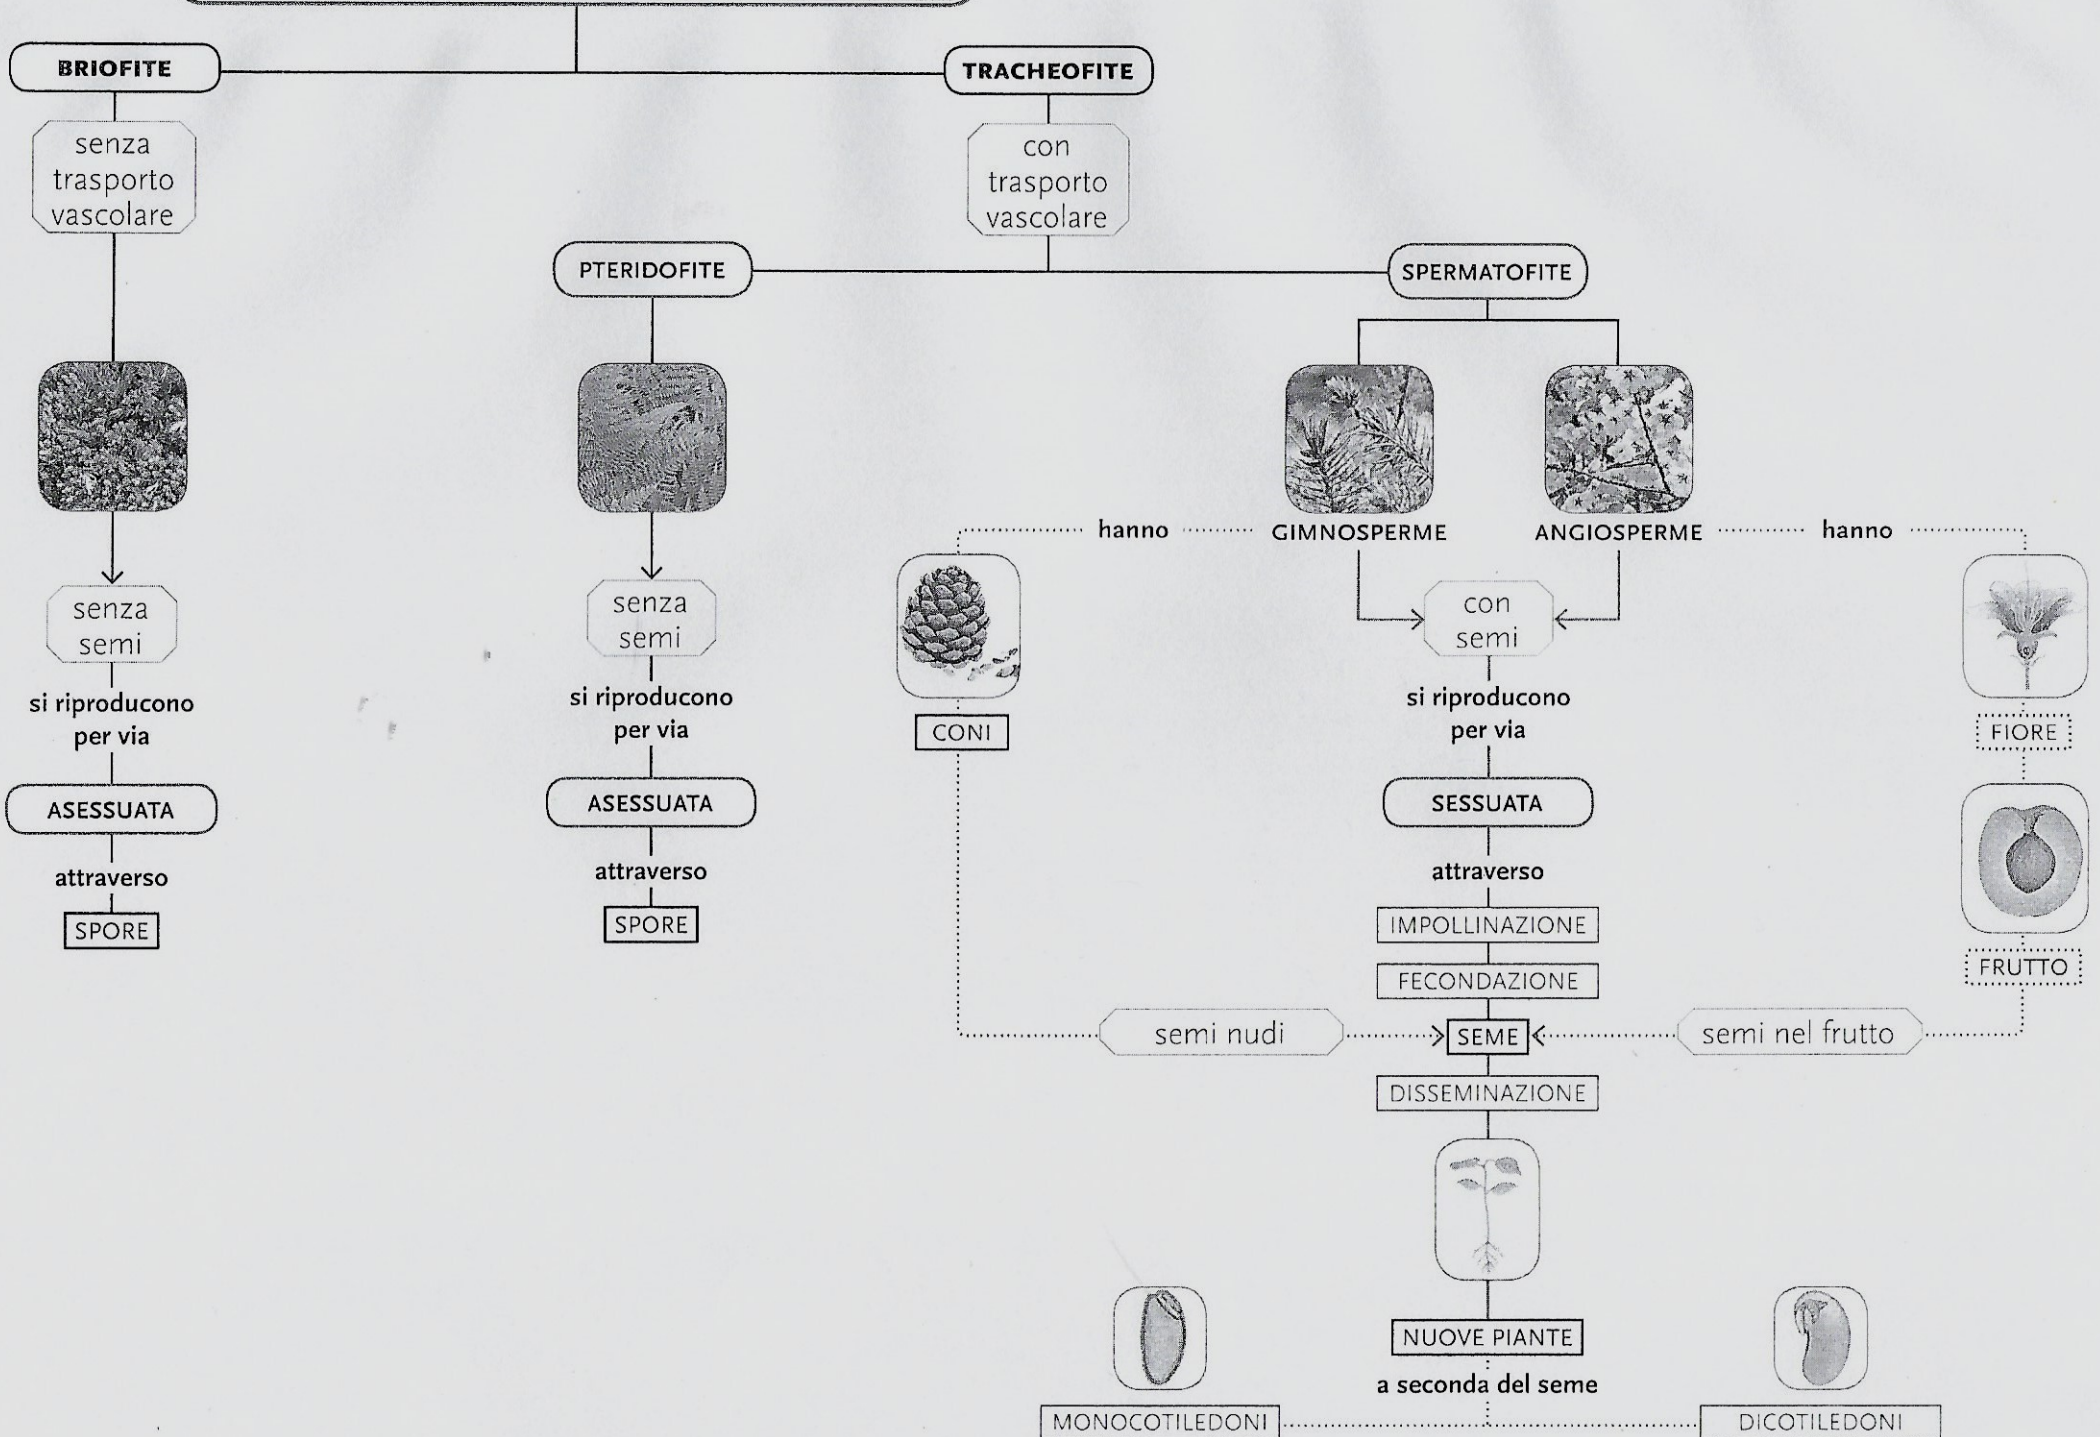 BRIOFITE
TRACHEOFITE
senza
trasporto
vascolare
con
trasporto
vascolare
PTERIDOFITE
SPERMATOFITE
hanno
GIMNOSPERME
ANGIOSPERME
hanno
senza
semi
senza
semi
con
semi
si riproducono
per via
si riproducono
per via
CONI
si riproducono
per via
FIORE
ASESSUATA
ASESSUATA
SESSUATA
attraverso
attraverso
attraverso
SPORE
SPORE
IMPOLLINAZIONE
FECONDAZIONE
FRUTTO
semi nudi
SEME
semi nel frutto
DISSEMINAZIONE
NUOVE PIANTE
a seconda del seme
MONOCOTILEDONI
DICOTILEDONI